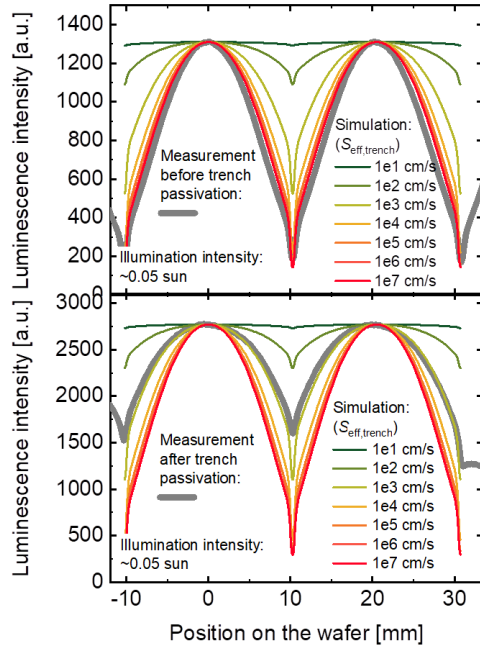 Luminescence intensity [a.u.]
1400
1200
1000
800
600
400
200
0
Measurement
before trench
passivation:
Illumination intensity:
~0.05 sun
Simulation:
(Seff,trench)
1e1 cm/s
1e2 cm/s
1e3 cm/s
1e4 cm/s
1e5 cm/s
1e6 cm/s
1e7 cm/s
Luminescence intensity [a.u.]
3000
2500
2000
1500
1000
500
0
Measurement
after trench
passivation:
Illumination intensity:
~0.05 sun
Simulation:
(Seff,trench)
1e1 cm/s
1e2 cm/s
1e3 cm/s
1e4 cm/s
1e5 cm/s
1e6 cm/s
1e7 cm/s
-10 0 10 20 30
Position on the wafer [mm]